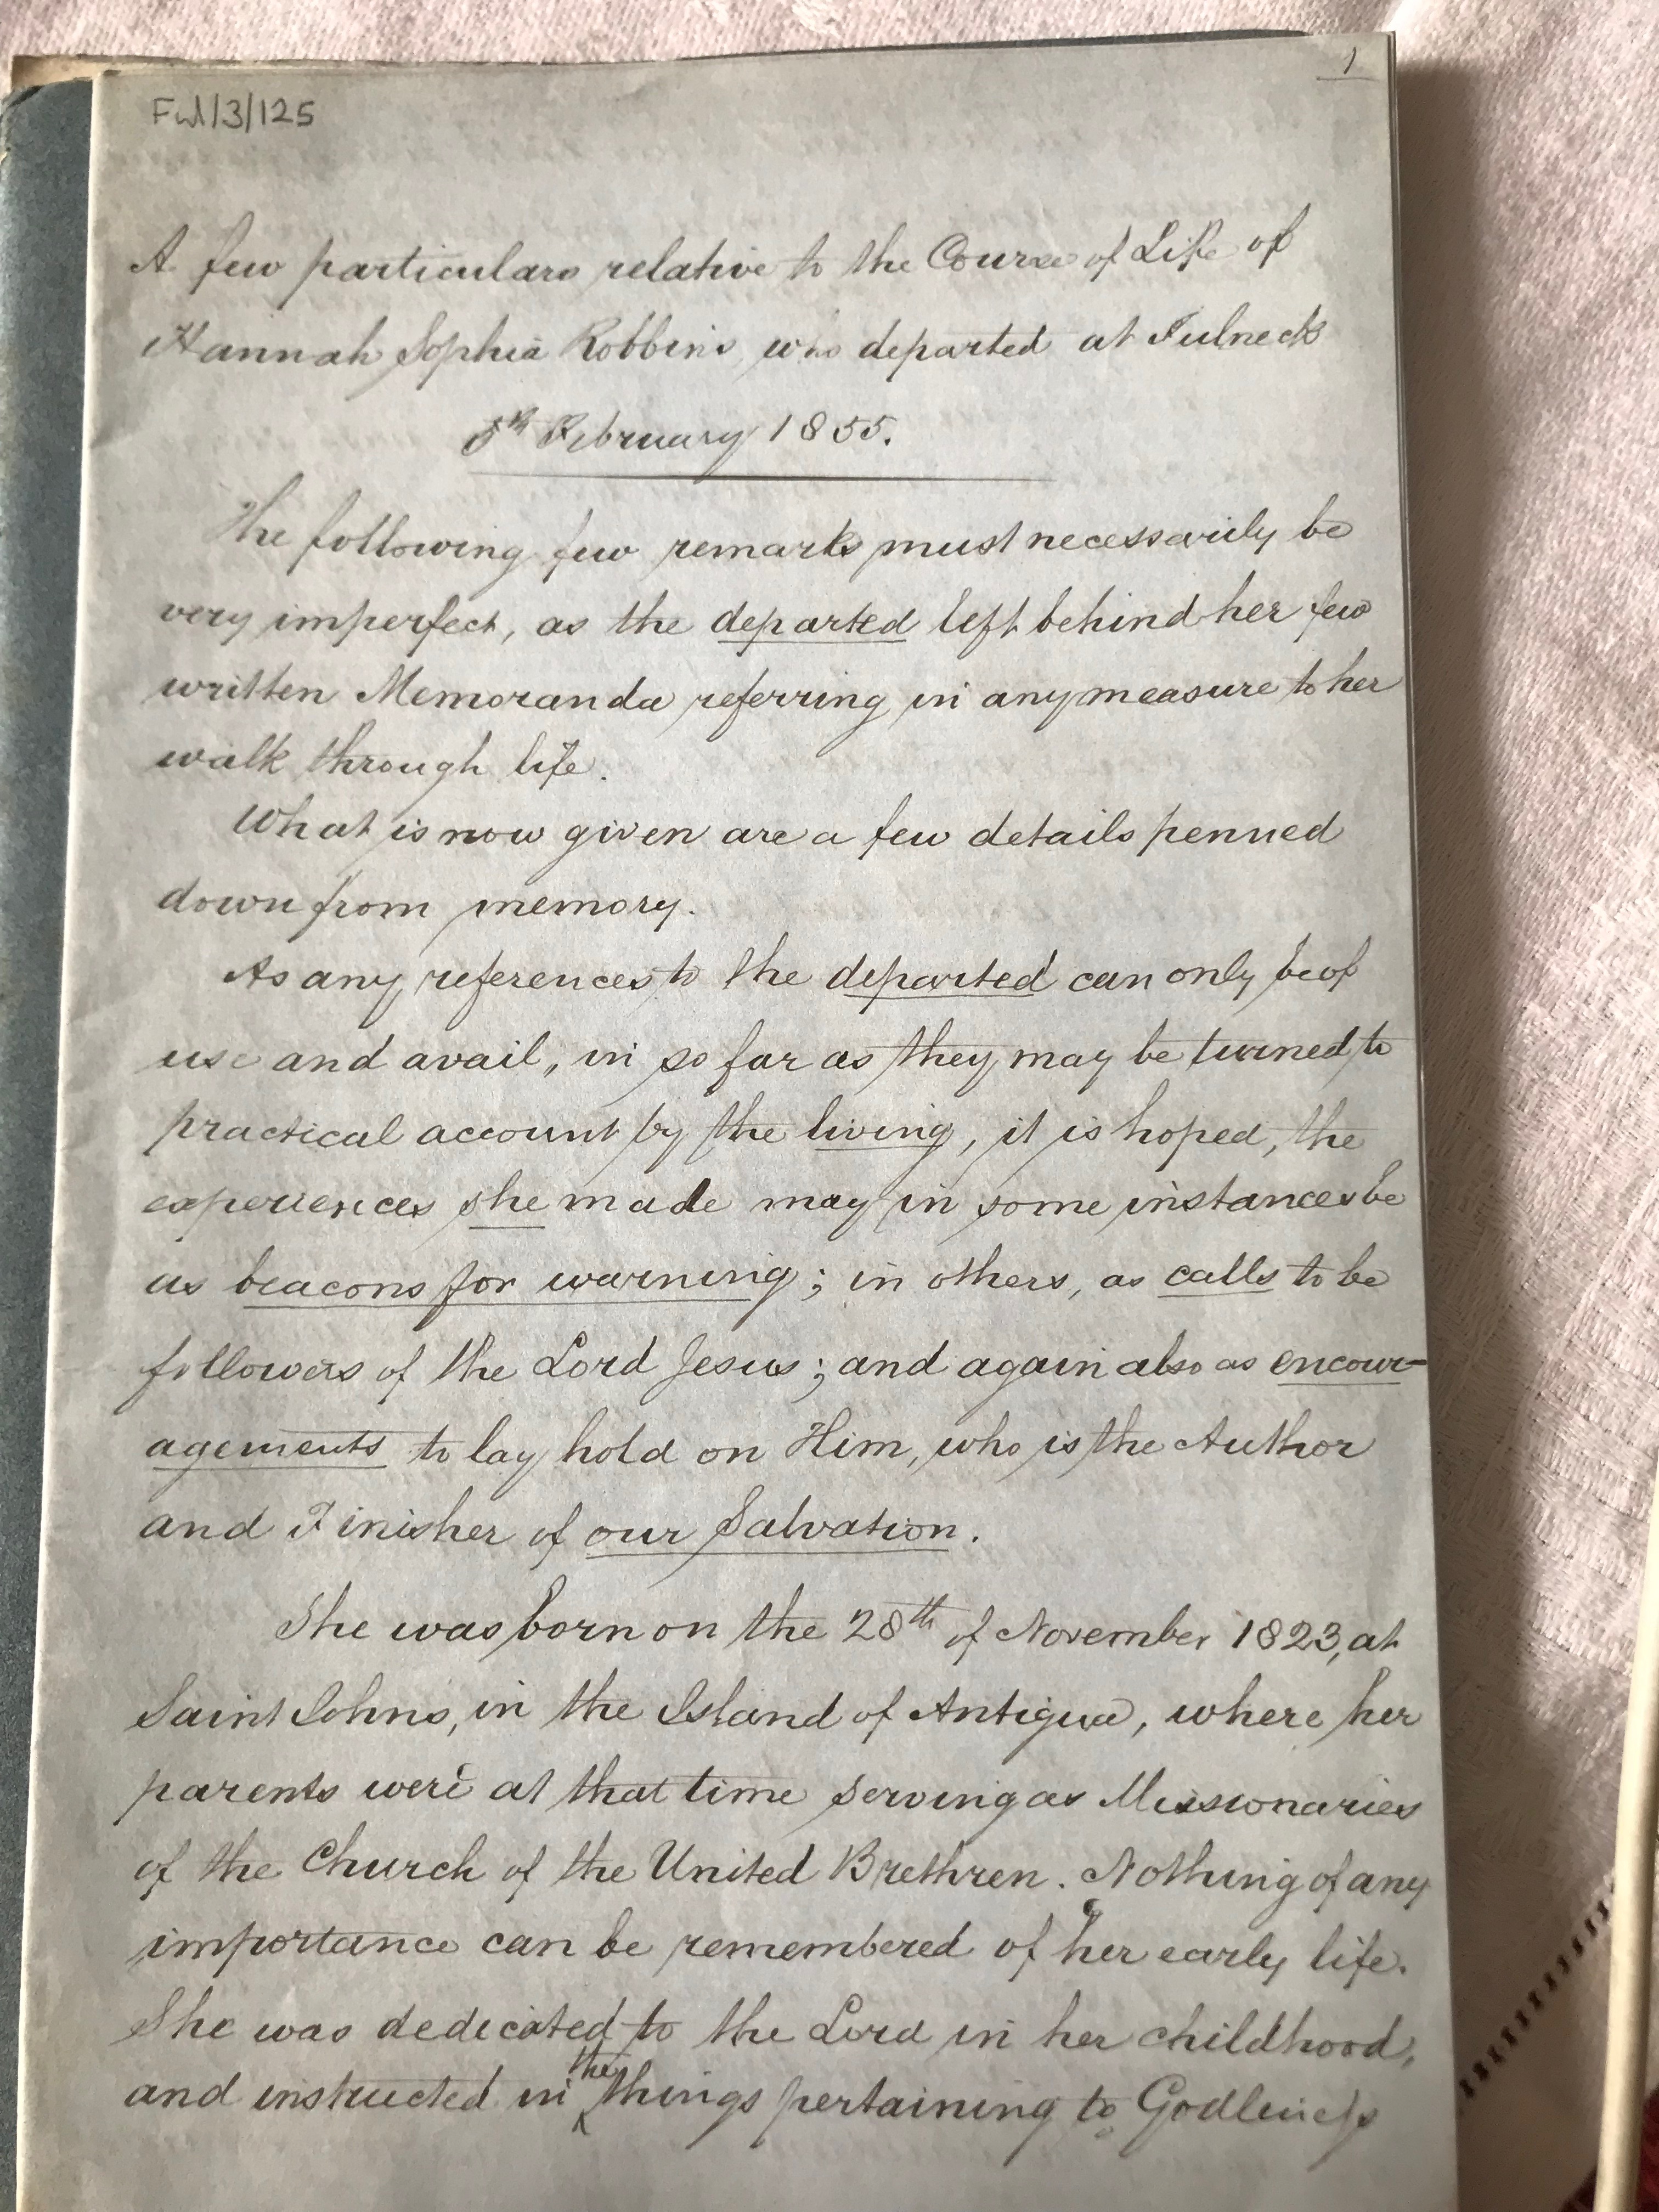 1
Ful/3/125
A few particulars relative to the Course of Life of
Hannah Sophia Robbins, who departed at Fulneck
5th February 1855.
The following few remarks must necessarily be
very imperfect, as the departed left behind her few
written Memoranda referring in any measure to her
walk through life.
What is now given are a few details penned
down from memory.
As any references to the departed can only be of
use and avail, in so far as they may be turned to
practical account by the living, it is hoped, the
experiences she made may in some instances be
as beacons for warning; in others, as calls to be
followers of the Lord Jesus; and again also as encour-
agements to lay hold on Him, who is the Author
and Finisher of our Salvation.
She was born on the 28th of November 1823, at
Saint Johns, in the Island of Antigua, where her
parents were at that time serving as Missionaries
of the Church of the United Brethren. Nothing of any
importance can be remembered of her early life.
She was dedicated to the Lord in her childhood,
and instructed in the things pertaining to Godliness